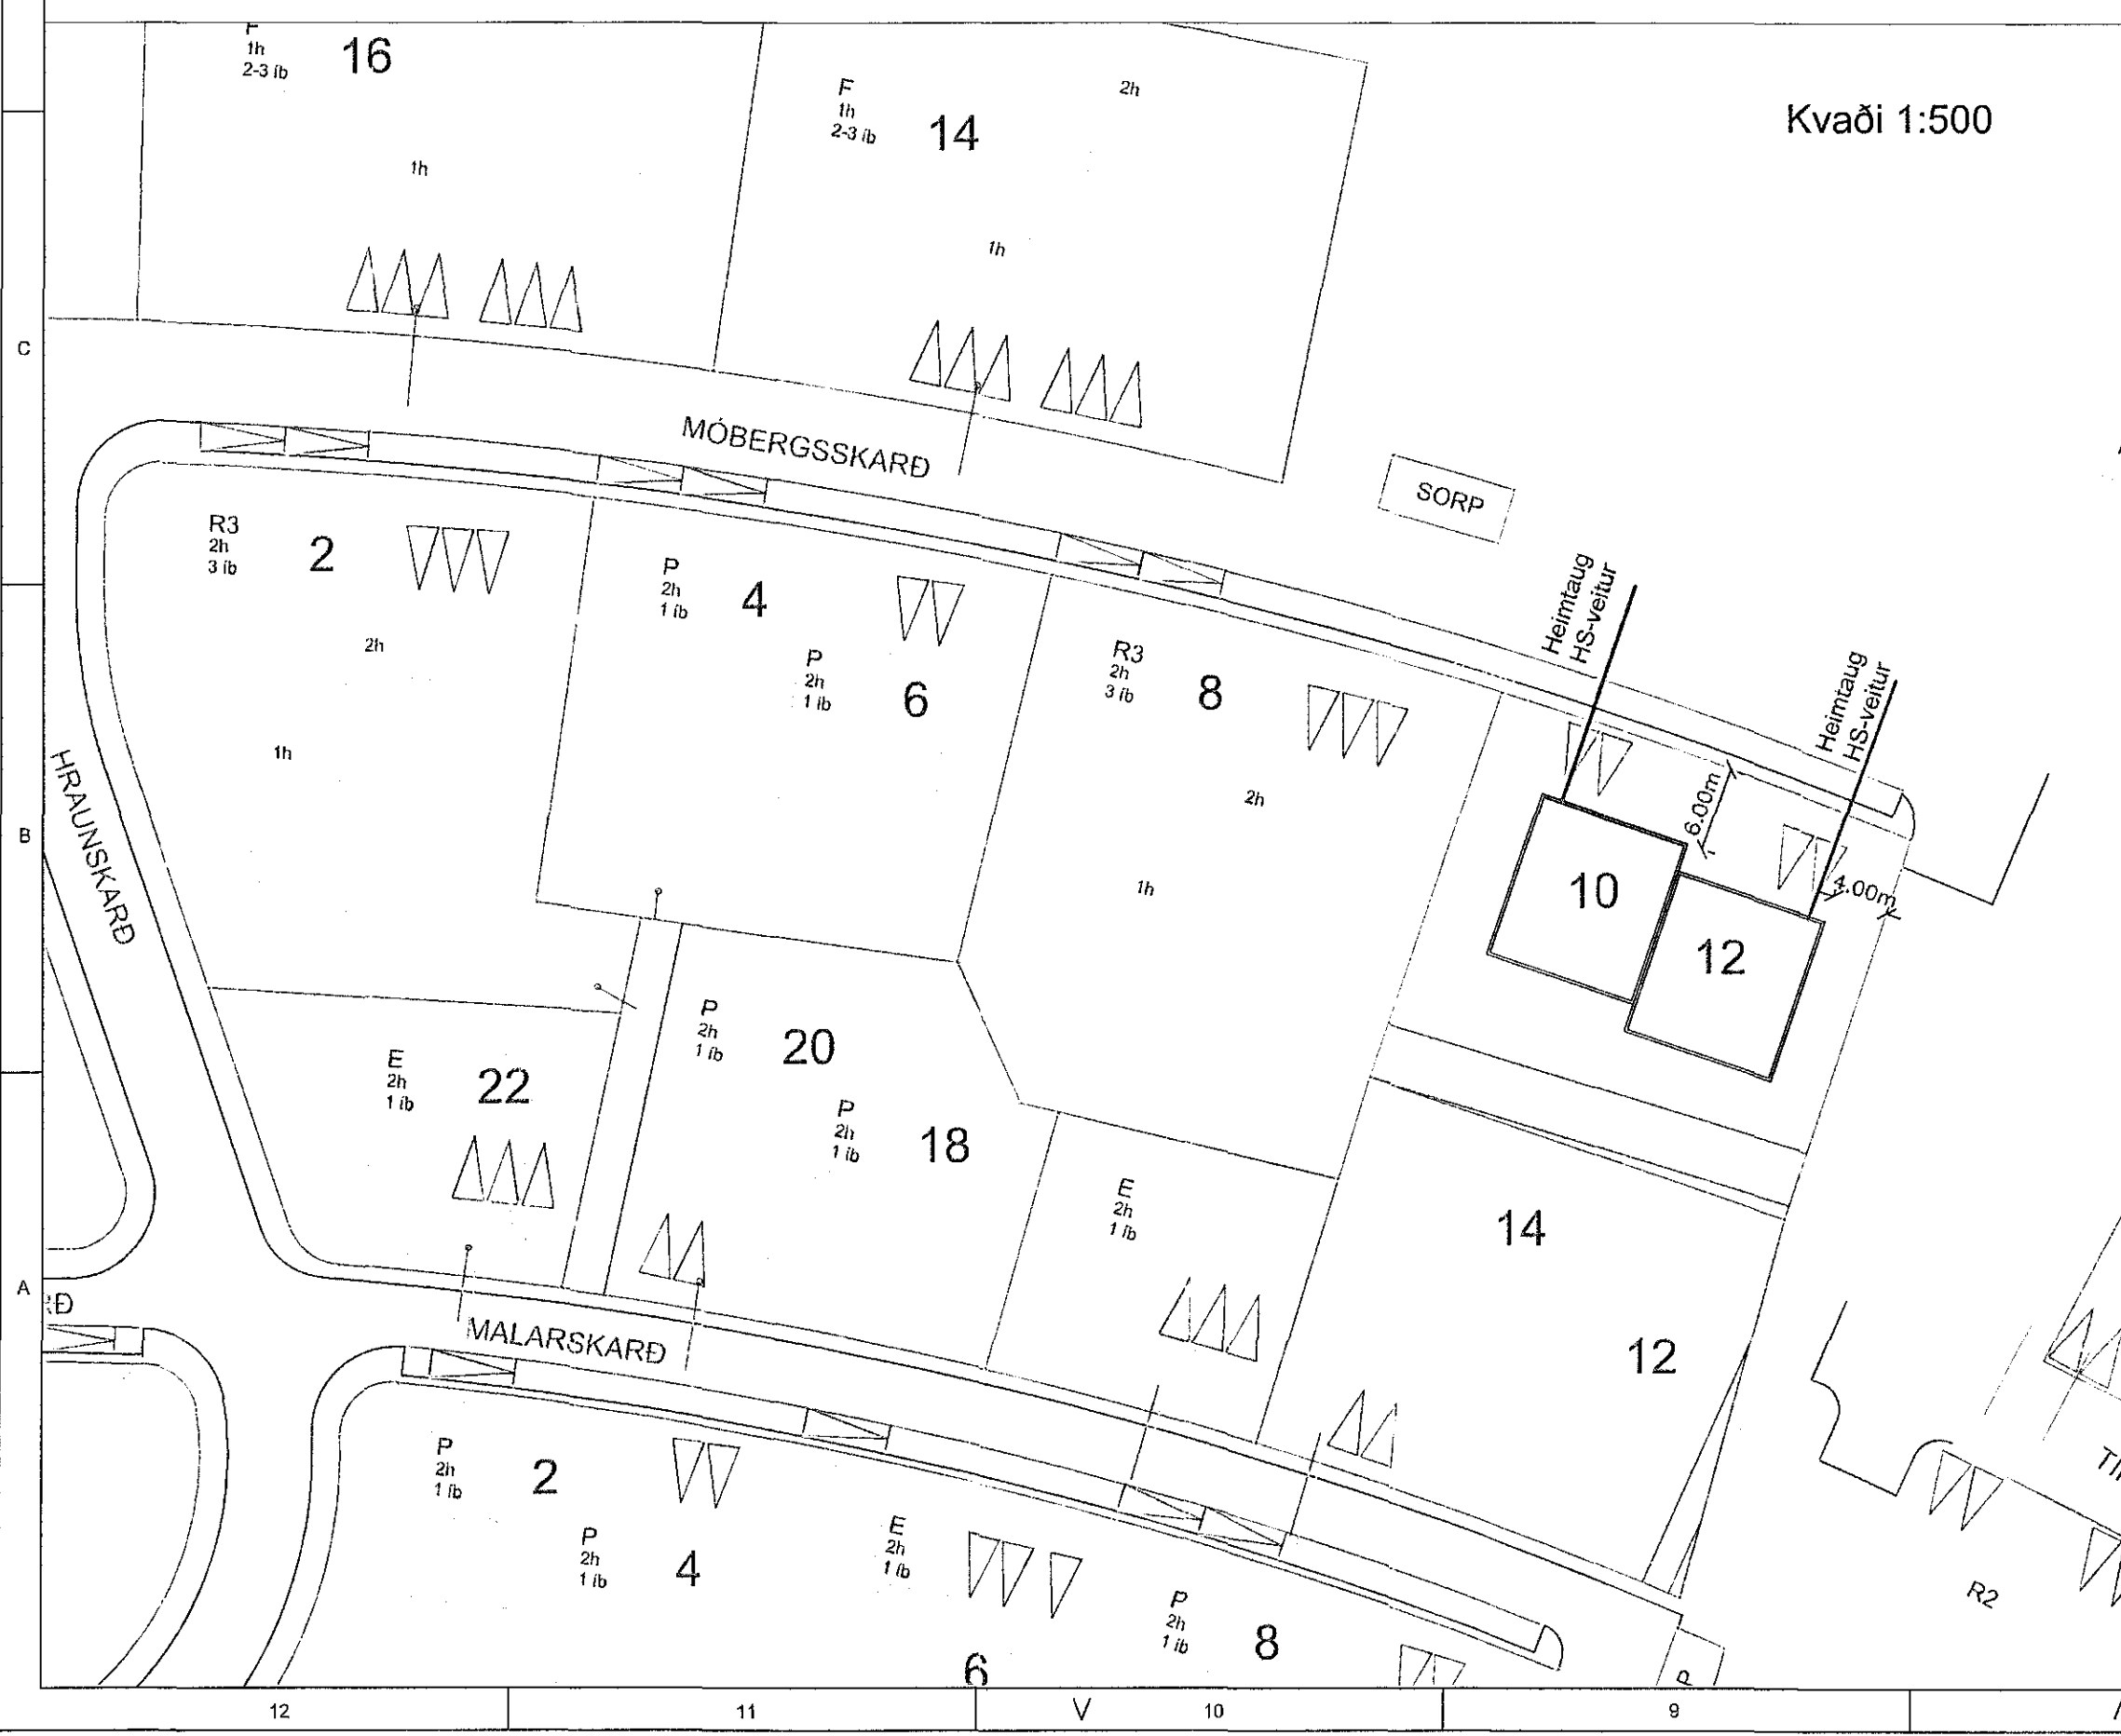 1h
2-3 íb
16
1h
F
1h
2-3 íb
14
2h
1h
Kvaði 1:500
C
MÓBERGSSKARÐ
SORP
R3
2h
3 íb
2
2h
1h
P
2h
1 íb
4
P
2h
1 íb
6
R3
2h
3 íb
8
2h
1h
Heimtaug
HS-veitur
Heimtaug
HS-veitur
6.00m
4.00m
10
12
B
HRAUNSKARÐ
E
2h
1 íb
22
P
2h
1 íb
20
P
2h
1 íb
18
E
2h
1 íb
14
12
A
MALARSKARÐ
P
2h
1 íb
2
P
2h
1 íb
4
E
2h
1 íb
6
P
2h
1 íb
8
R2
P
12
11
V
10
9